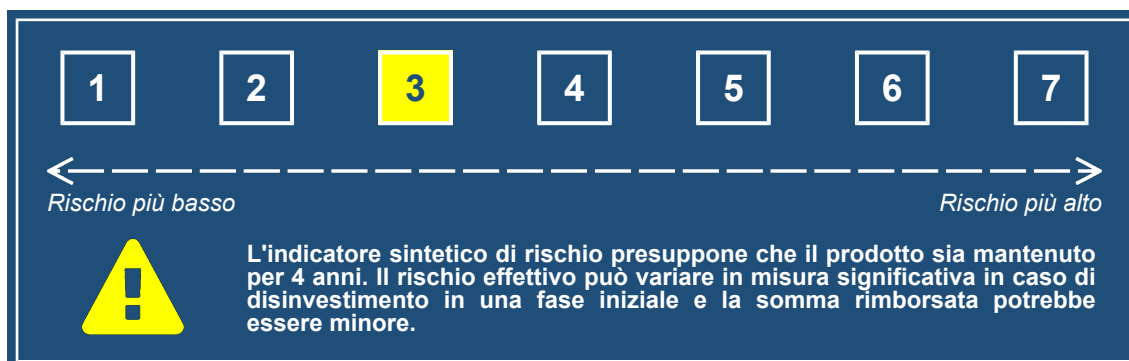 1 2 3 4 5 6 7
Rischio più basso Rischio più alto
L'indicatore sintetico di rischio presuppone che il prodotto sia mantenuto
per 4 anni. Il rischio effettivo può variare in misura significativa in caso di
disinvestimento in una fase iniziale e la somma rimborsata potrebbe
essere minore.